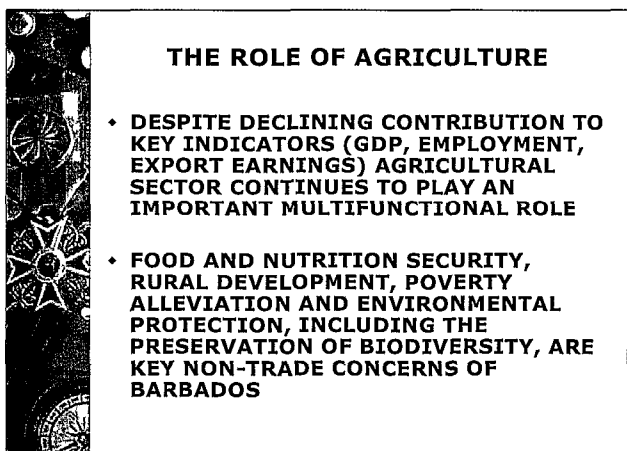 THE ROLE OF AGRICULTURE
◆ DESPITE DECLINING CONTRIBUTION TO
KEY INDICATORS (GDP, EMPLOYMENT,
EXPORT EARNINGS) AGRICULTURAL
SECTOR CONTINUES TO PLAY AN
IMPORTANT MULTIFUNCTIONAL ROLE
◆ FOOD AND NUTRITION SECURITY,
RURAL DEVELOPMENT, POVERTY
ALLEVIATION AND ENVIRONMENTAL
PROTECTION, INCLUDING THE
PRESERVATION OF BIODIVERSITY, ARE
KEY NON-TRADE CONCERNS OF
BARBADOS